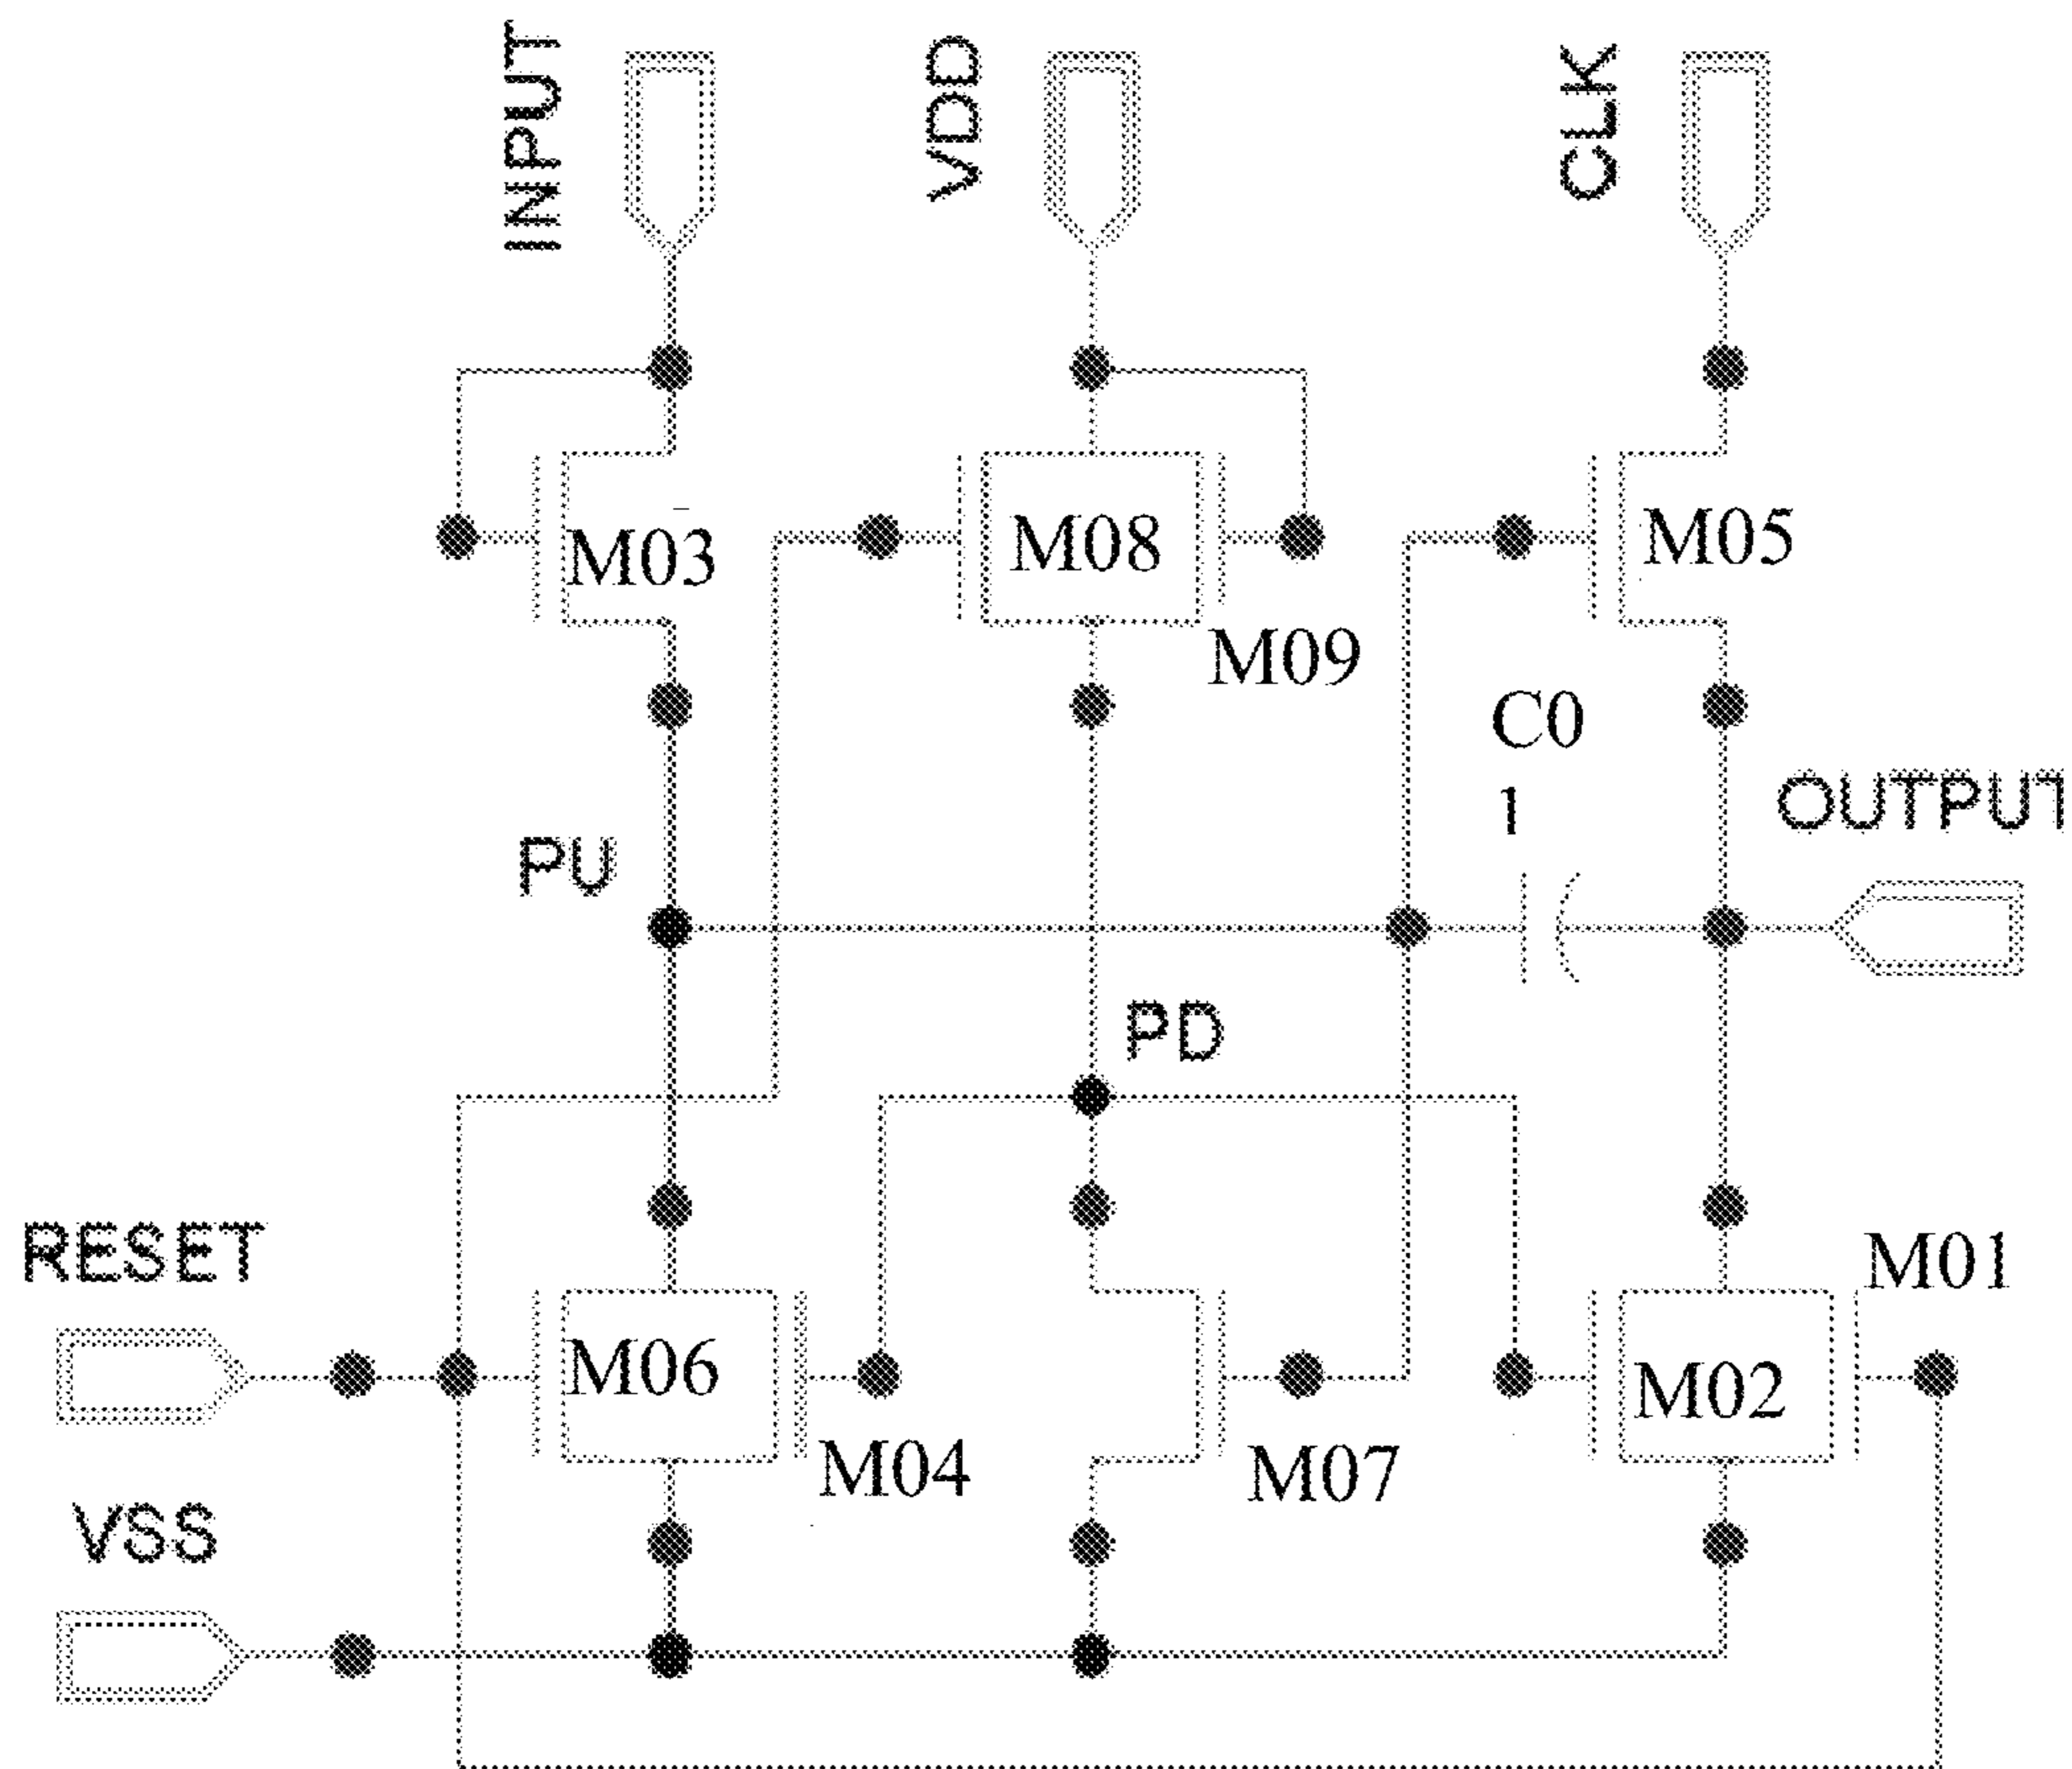 INPUT
VDD
CLK
M03
M08
M05
M09
C0
1
OUTPUT
PU
PD
RESET
M01
M06
M02
M04
M07
VSS